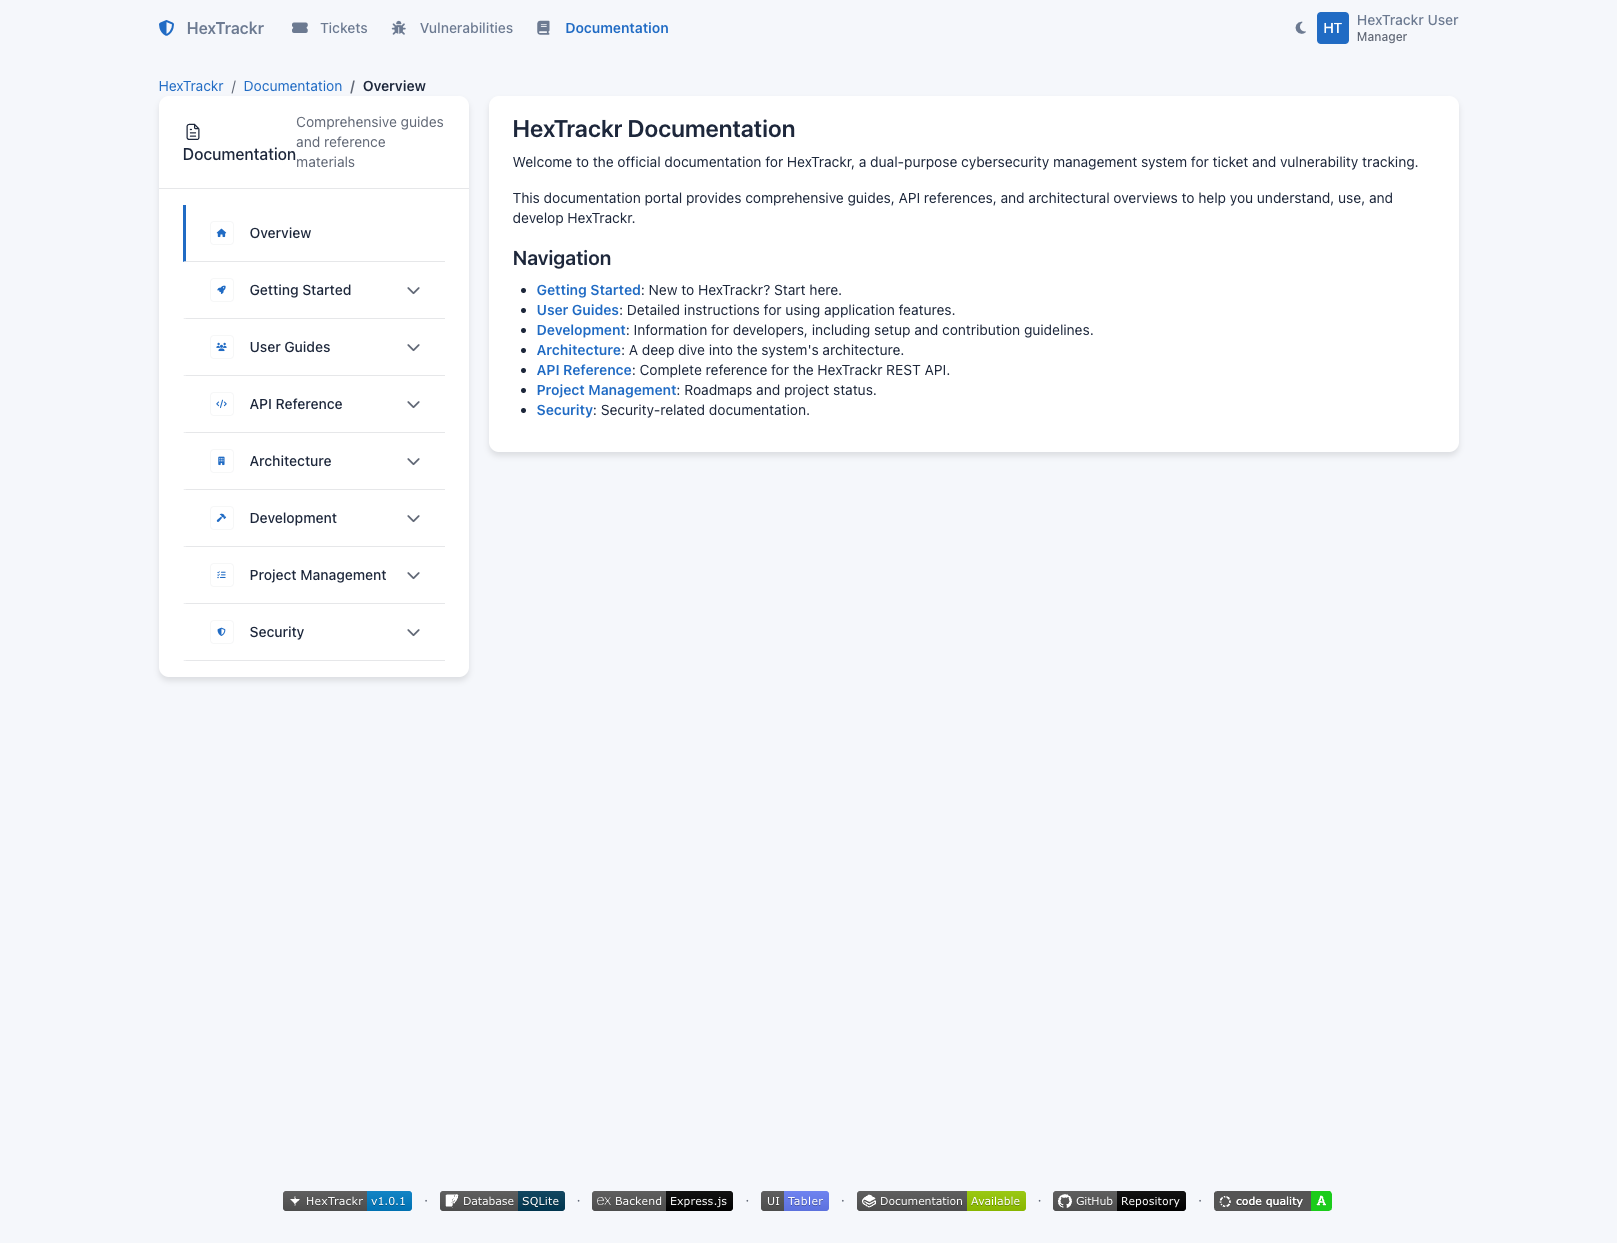 HexTrackr
Tickets
Vulnerabilities
Documentation
HT
HexTrackr User
Manager
HexTrackr / Documentation / Overview
Documentation
Comprehensive guides
and reference
materials
Overview
Getting Started
User Guides
API Reference
Architecture
Development
Project Management
Security
HexTrackr Documentation
Welcome to the official documentation for HexTrackr, a dual-purpose cybersecurity management system for ticket and vulnerability tracking.
This documentation portal provides comprehensive guides, API references, and architectural overviews to help you understand, use, and
develop HexTrackr.
Navigation
• Getting Started: New to HexTrackr? Start here.
• User Guides: Detailed instructions for using application features.
• Development: Information for developers, including setup and contribution guidelines.
• Architecture: A deep dive into the system's architecture.
• API Reference: Complete reference for the HexTrackr REST API.
• Project Management: Roadmaps and project status.
• Security: Security-related documentation.
HexTrackr v1.0.1 · Database SQLite · ex Backend Express.js · UI Tabler · Documentation Available · GitHub Repository · code quality A